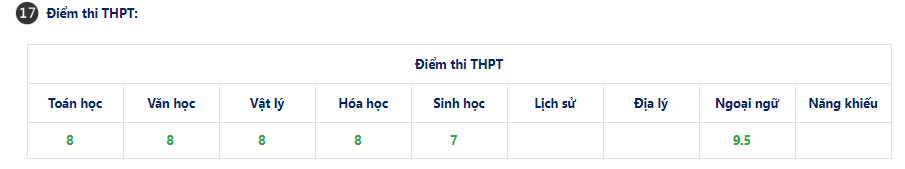 17 Điểm thi THPT:
Điểm thi THPT
Toán học Văn học Vật lý Hóa học Sinh học Lịch sử Địa lý Ngoại ngữ Năng khiếu
8 8 8 8 7 9.5